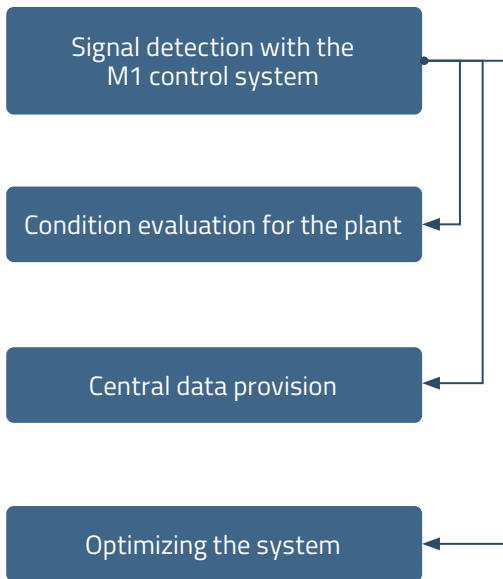 Signal detection with the
M1 control system
Condition evaluation for the plant
Central data provision
Optimizing the system